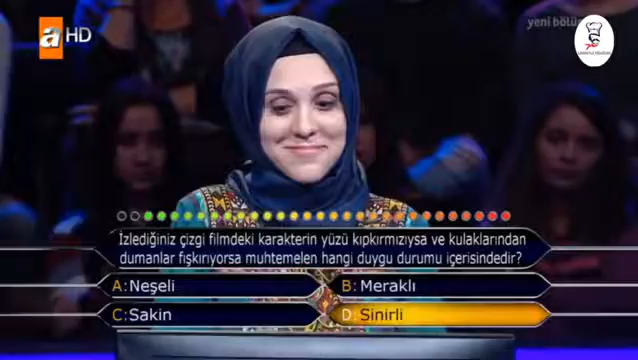 a HD
yeni bölüm
İzlediğiniz çizgi filmdeki karakterin yüzü kıpkırmızıysa ve kulaklarından
dumanlar fışkırıyorsa muhtemelen hangi duygu durumu içerisindedir?
A: Neşeli
B: Meraklı
C: Sakin
D: Sinirli